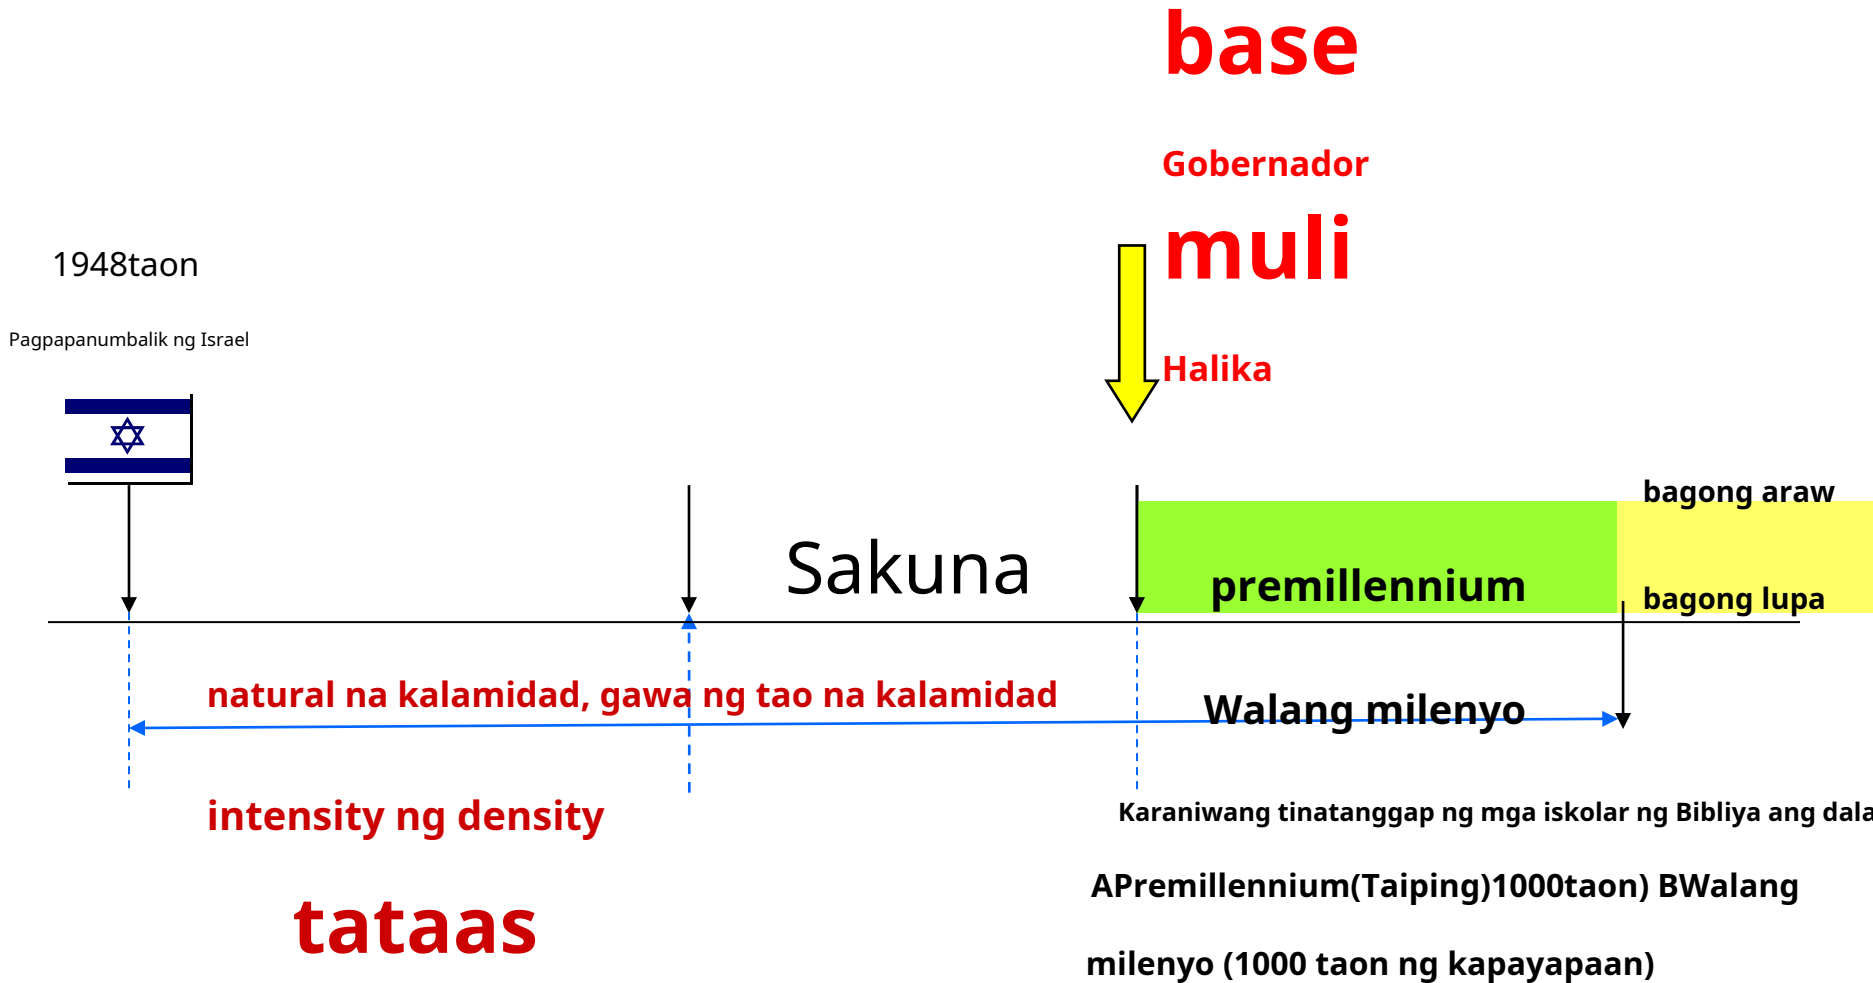 base
Gobernador
muli
Halika
1948taon
Pagpapanumbalik ng Israel
bagong araw
Sakuna
premillennium
bagong lupa
natural na kalamidad, gawa ng tao na kalamidad
Walang milenyo
intensity ng density
tataas
Karaniwang tinatanggap ng mga iskolar ng Bibliya ang dala
APremillennium(Taiping)1000taon) BWalang
milenyo (1000 taon ng kapayapaan)